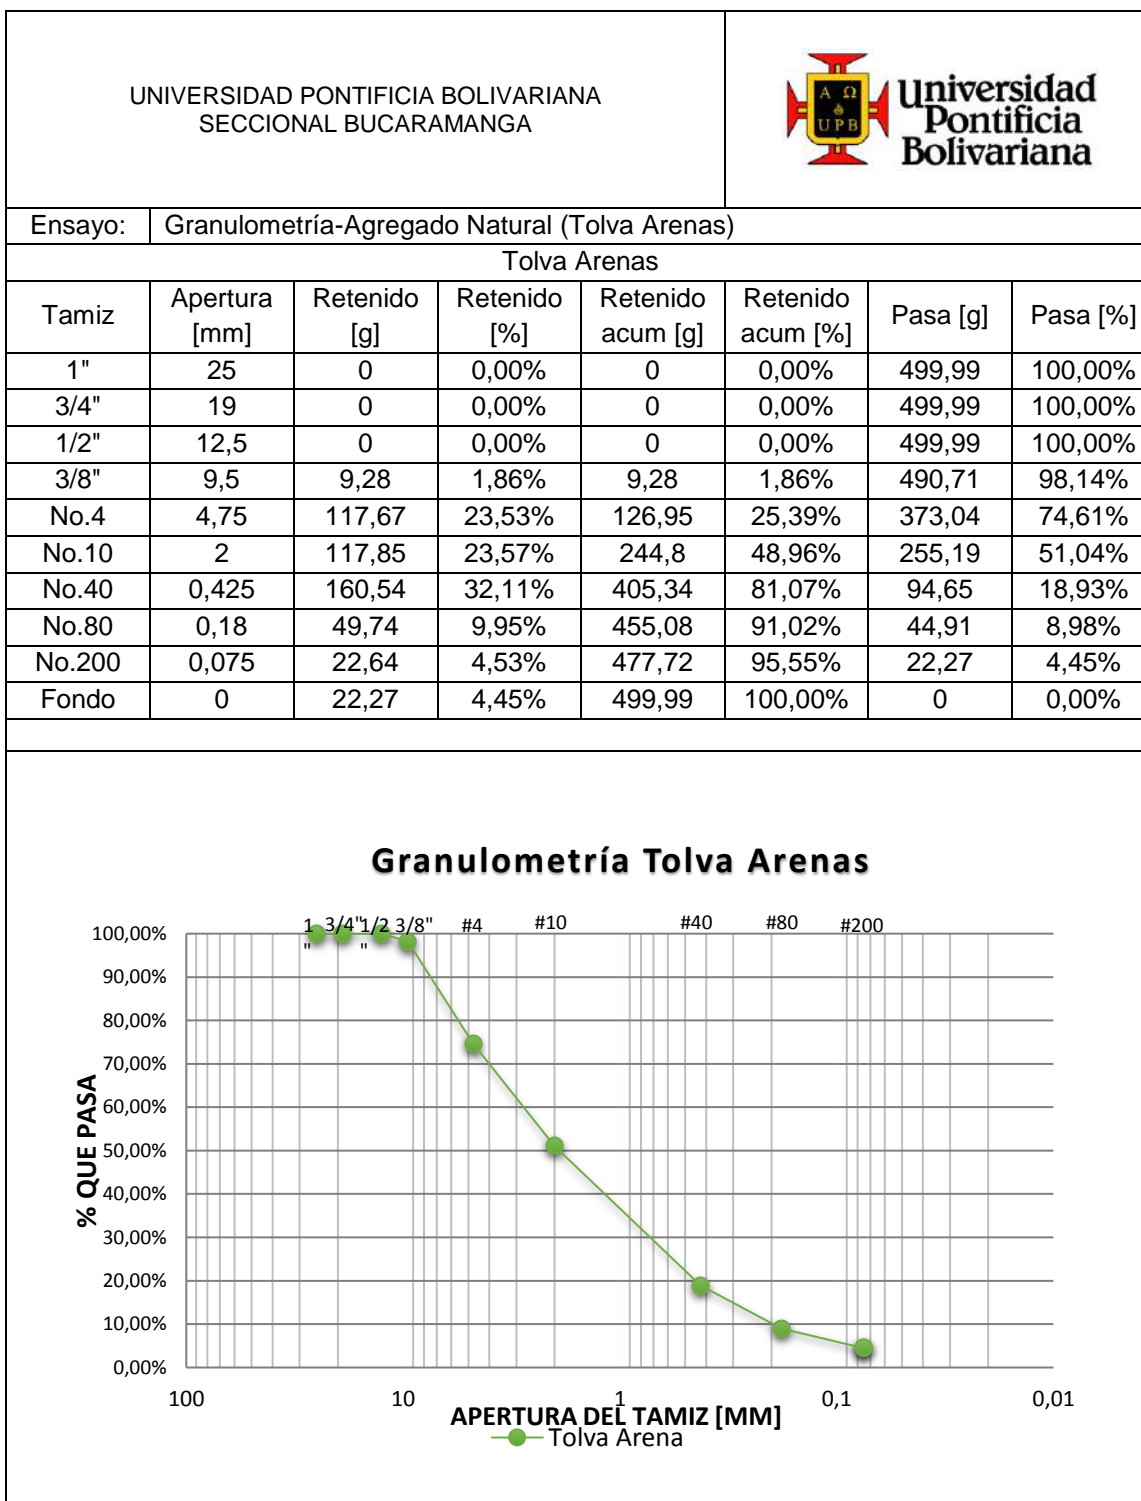 UNIVERSIDAD PONTIFICIA BOLIVARIANA
SECCIONAL BUCARAMANGA
Α Ω
UPB
Universidad
Pontificia
Bolivariana
Ensayo: Granulometría-Agregado Natural (Tolva Arenas)
Tolva Arenas
Tamiz Apertura [mm] Retenido [g] Retenido [%] Retenido acum [g] Retenido acum [%] Pasa [g] Pasa [%]
1" 25 0 0,00% 0 0,00% 499,99 100,00%
3/4" 19 0 0,00% 0 0,00% 499,99 100,00%
1/2" 12,5 0 0,00% 0 0,00% 499,99 100,00%
3/8" 9,5 9,28 1,86% 9,28 1,86% 490,71 98,14%
No.4 4,75 117,67 23,53% 126,95 25,39% 373,04 74,61%
No.10 2 117,85 23,57% 244,8 48,96% 255,19 51,04%
No.40 0,425 160,54 32,11% 405,34 81,07% 94,65 18,93%
No.80 0,18 49,74 9,95% 455,08 91,02% 44,91 8,98%
No.200 0,075 22,64 4,53% 477,72 95,55% 22,27 4,45%
Fondo 0 22,27 4,45% 499,99 100,00% 0 0,00%
Granulometría Tolva Arenas
1" 3/4" 1/2" 3/8" #4 #10 #40 #80 #200
100,00%
90,00%
80,00%
70,00%
60,00%
50,00%
40,00%
30,00%
20,00%
10,00%
0,00%
% QUE PASA
100 10 1 0,1 0,01
APERTURA DEL TAMIZ [MM]
Tolva Arena